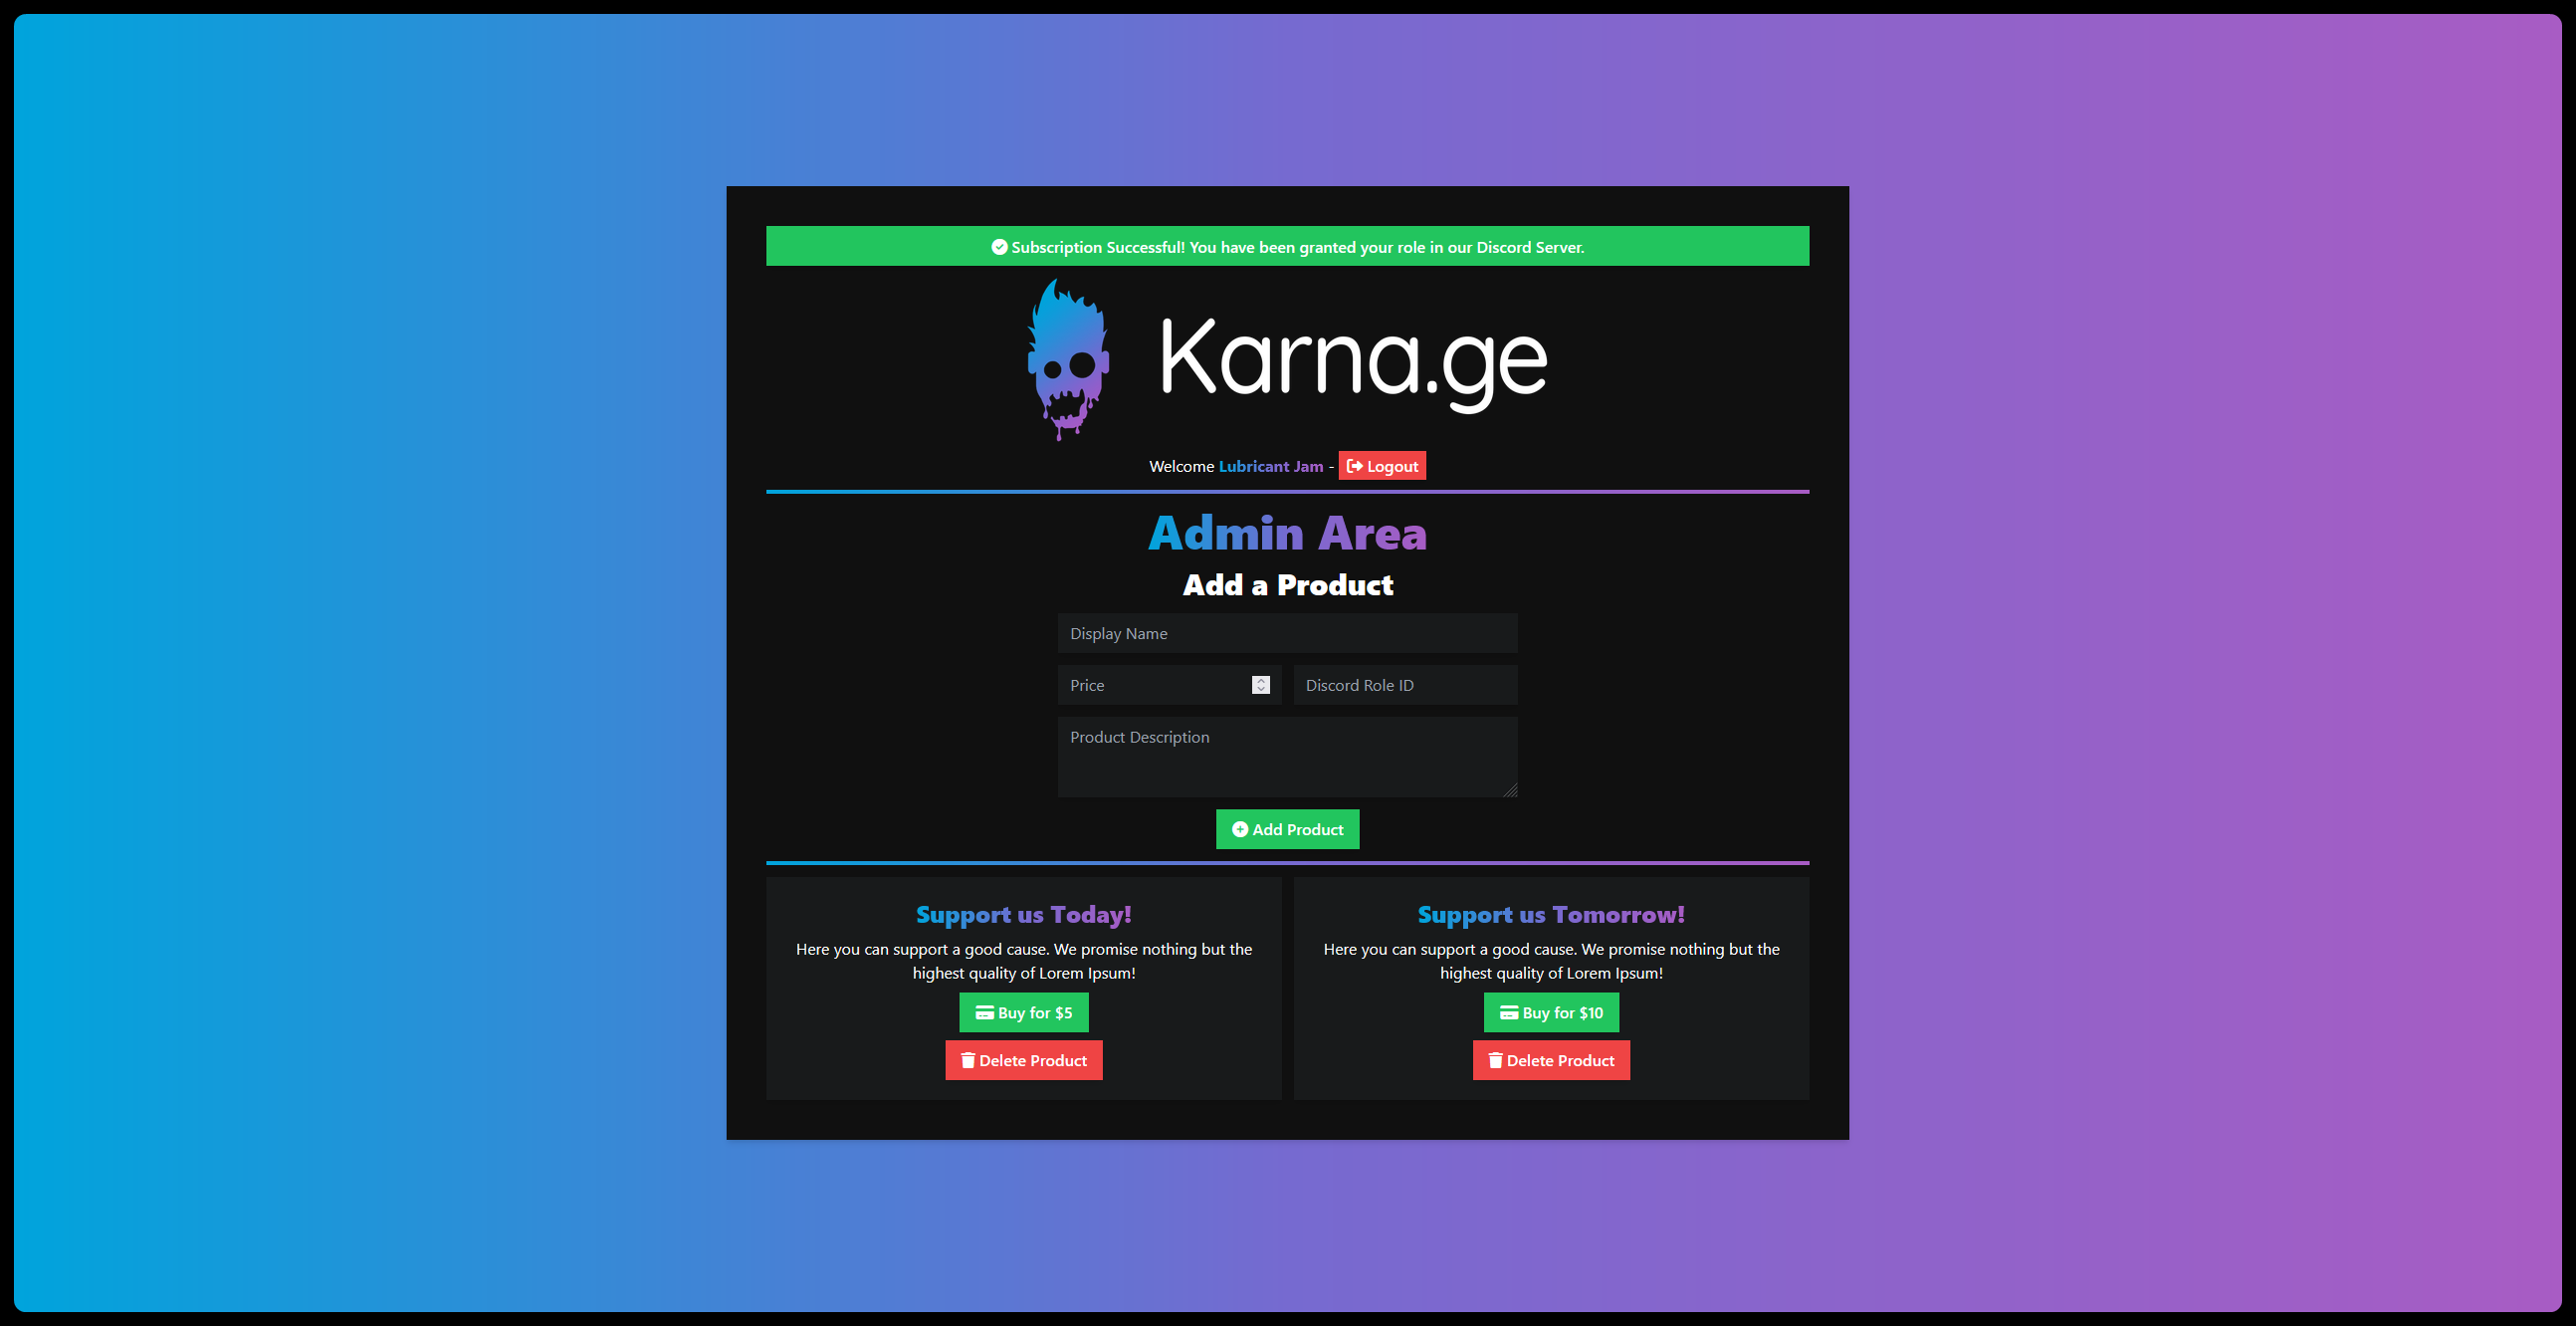 Subscription Successful! You have been granted your role in our Discord Server.
Karna.ge
Welcome Lubricant Jam - Logout
Admin Area
Add a Product
Display Name
Price
Discord Role ID
Product Description
Add Product
Support us Today!
Here you can support a good cause. We promise nothing but the
highest quality of Lorem Ipsum!
Buy for $5
Delete Product
Support us Tomorrow!
Here you can support a good cause. We promise nothing but the
highest quality of Lorem Ipsum!
Buy for $10
Delete Product